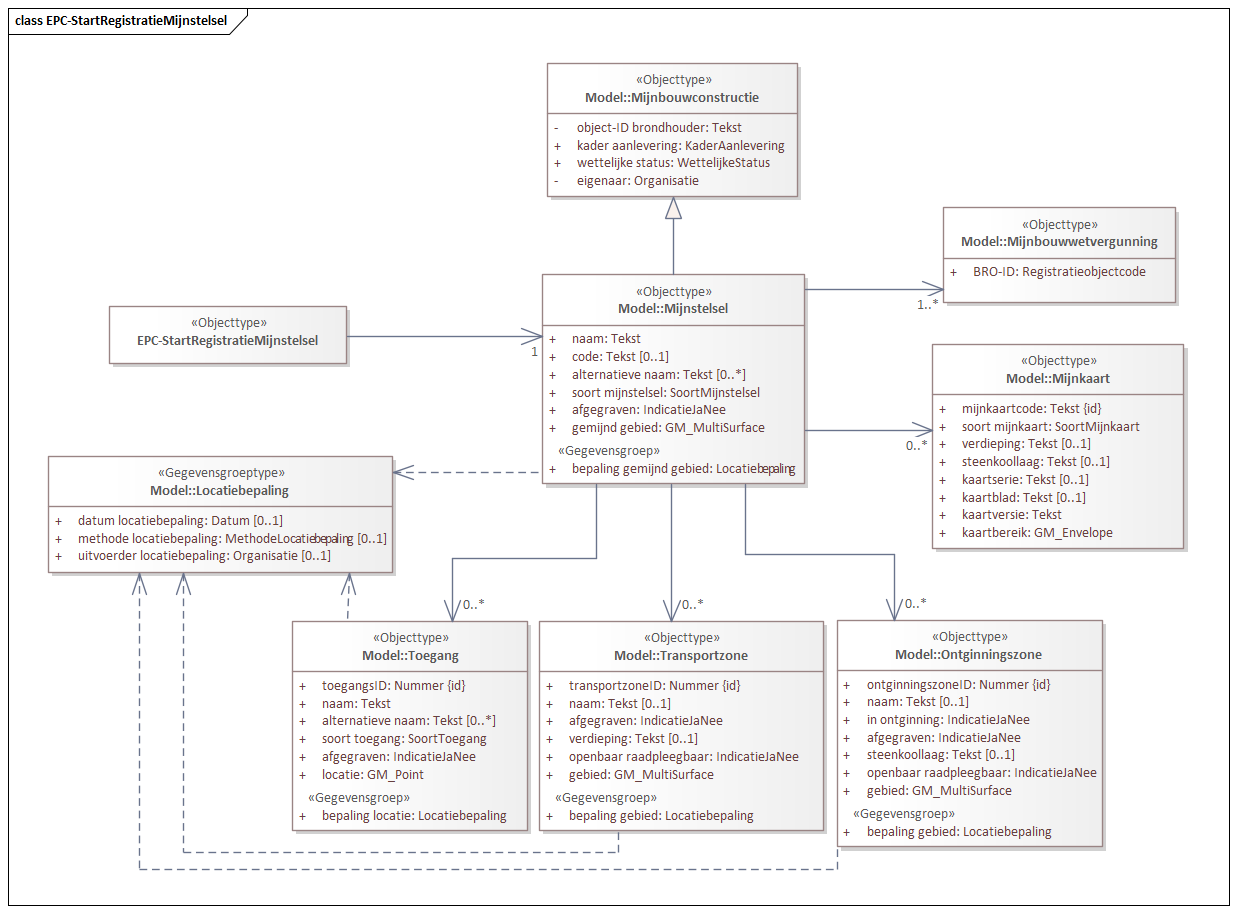 class EPC-StartRegistratieMijnstelsel
«Objecttype»
Model::Mijnbouwconstructie
- object-ID brondhouder: Tekst
+ kader aanlevering: KaderAanlevering
+ wettelijke status: WettelijkeStatus
- eigenaar: Organisatie
«Objecttype»
Model::Mijnbouwwetvergunning
+ BRO-ID: Registratieobjectcode
1..*
«Objecttype»
EPC-StartRegistratieMijnstelsel
1
«Objecttype»
Model::Mijnstelsel
+ naam: Tekst
+ code: Tekst [0..1]
+ alternatieve naam: Tekst [0..*]
+ soort mijnstelsel: SoortMijnstelsel
+ afgegraven: IndicatieJaNee
+ gemijnd gebied: GM_MultiSurface
«Gegevensgroep»
+ bepaling gemijnd gebied: Locatiebepaling
0..*
«Objecttype»
Model::Mijnkaart
+ mijnkaartcode: Tekst {id}
+ soort mijnkaart: SoortMijnkaart
+ verdieping: Tekst [0..1]
+ steenkoollaag: Tekst [0..1]
+ kaartserie: Tekst [0..1]
+ kaartblad: Tekst [0..1]
+ kaartversie: Tekst
+ kaartbereik: GM_Envelope
«Gegevensgroeptype»
Model::Locatiebepaling
+ datum locatiebepaling: Datum [0..1]
+ methode locatiebepaling: MethodeLocatiebepaling [0..1]
+ uitvoerder locatiebepaling: Organisatie [0..1]
0..*
0..*
0..*
«Objecttype»
Model::Toegang
+ toegangsID: Nummer {id}
+ naam: Tekst
+ alternatieve naam: Tekst [0..*]
+ soort toegang: SoortToegang
+ afgegraven: IndicatieJaNee
+ locatie: GM_Point
«Gegevensgroep»
+ bepaling locatie: Locatiebepaling
«Objecttype»
Model::Transportzone
+ transportzoneID: Nummer {id}
+ naam: Tekst [0..1]
+ afgegraven: IndicatieJaNee
+ verdieping: Tekst [0..1]
+ openbaar raadpleegbaar: IndicatieJaNee
+ gebied: GM_MultiSurface
«Gegevensgroep»
+ bepaling gebied: Locatiebepaling
«Objecttype»
Model::Ontginningszone
+ ontginningszoneID: Nummer {id}
+ naam: Tekst [0..1]
+ in ontginning: IndicatieJaNee
+ afgegraven: IndicatieJaNee
+ steenkoollaag: Tekst [0..1]
+ openbaar raadpleegbaar: IndicatieJaNee
+ gebied: GM_MultiSurface
«Gegevensgroep»
+ bepaling gebied: Locatiebepaling